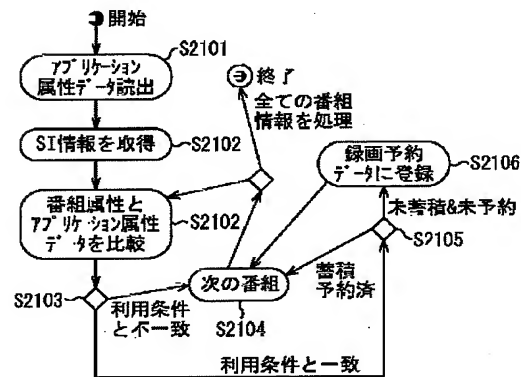 開始
S2101
アプリケーション
属性データ読出
終了
全ての番組
情報を処理
SI情報を取得
S2102
録画予約
データに登録
S2106
番組属性と
アプリケーション属性
データを比較
S2102
未蓄積&未予約
S2105
S2103
利用条件
と不一致
次の番組
S2104
蓄積
予約済
利用条件と一致